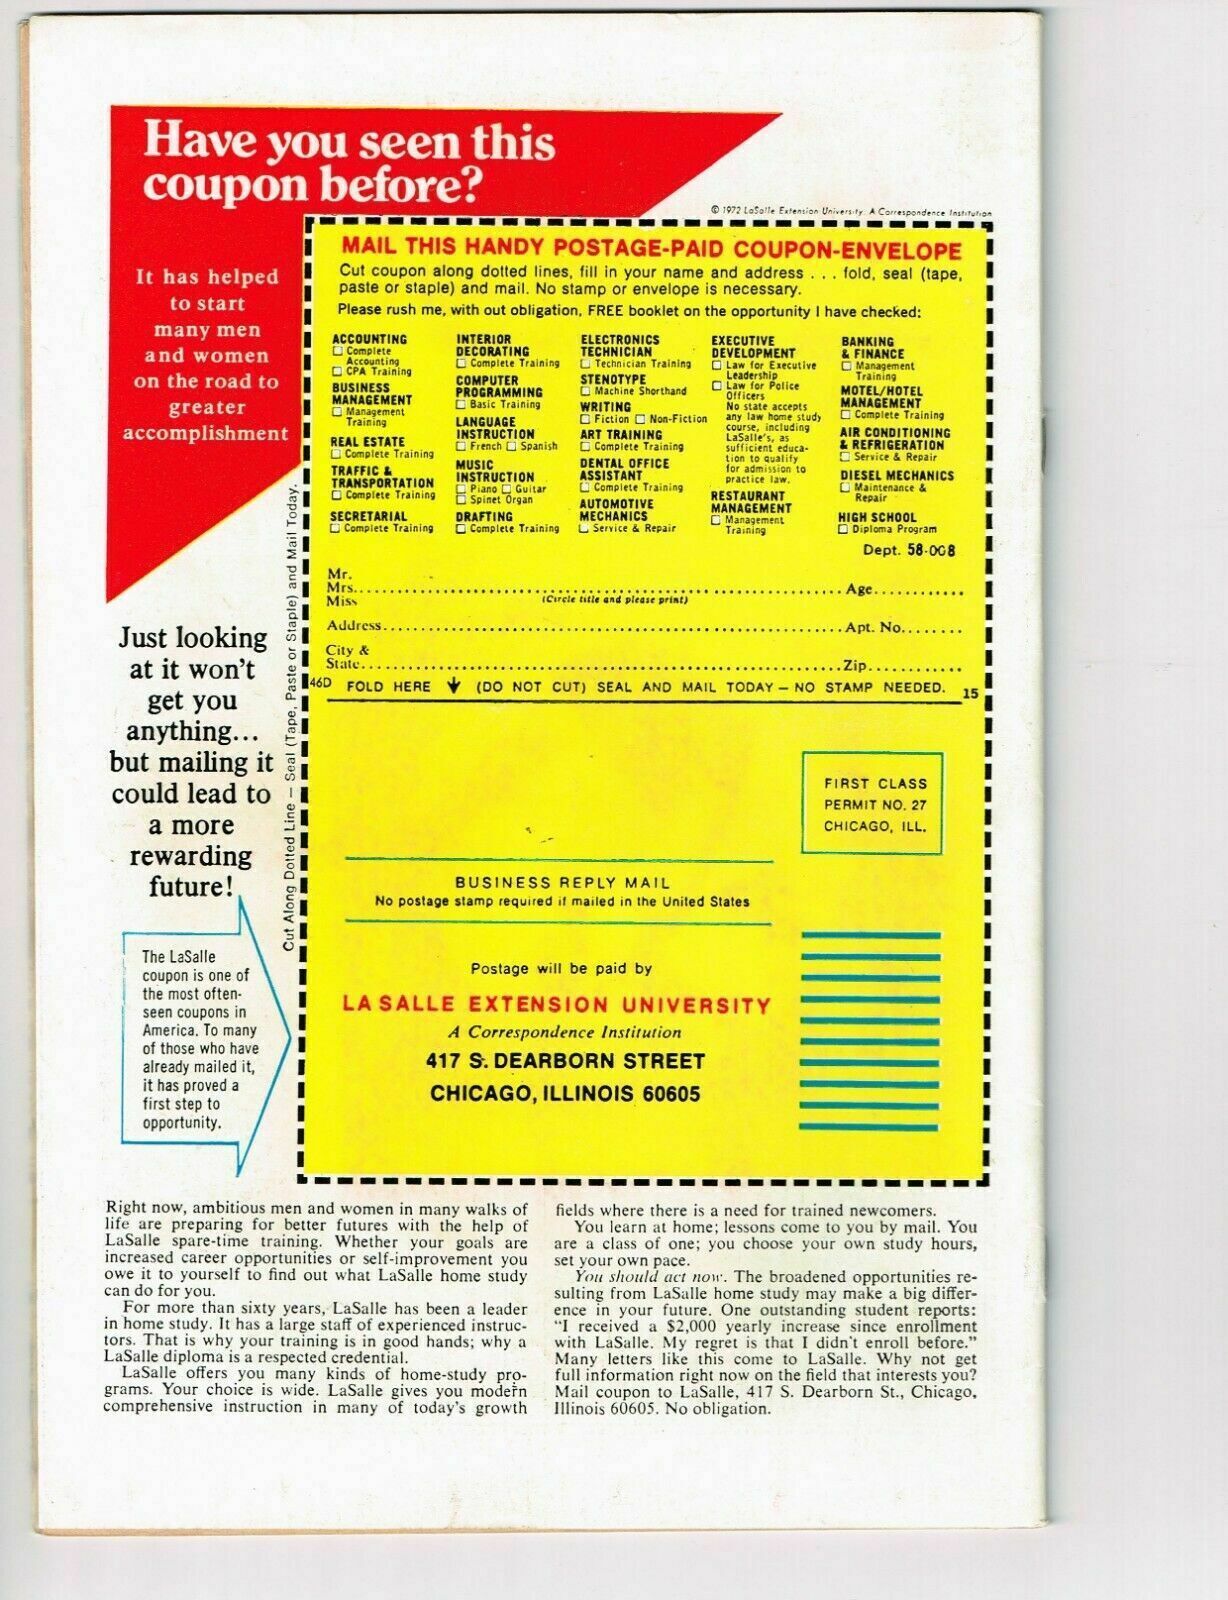 Have you seen this
coupon before?
© 1972 LaSalle Extension University. A Correspondence Institution
It has helped
to start
many men
and women
on the road to
greater
accomplishment
Just looking
at it won't
get you
anything...
but mailing it
could lead to
a more
rewarding
future!
The LaSalle
coupon is one of
the most often-
seen coupons in
America. To many
of those who have
already mailed it,
it has proved a
first step to
opportunity.
Cut Along Dotted Line – Seal (Tape, Paste or Staple) and Mail Today.
MAIL THIS HANDY POSTAGE-PAID COUPON-ENVELOPE
Cut coupon along dotted lines, fill in your name and address . . . fold, seal (tape,
paste or staple) and mail. No stamp or envelope is necessary.
Please rush me, with out obligation, FREE booklet on the opportunity I have checked:
ACCOUNTING
☐ Complete
Accounting
☐ CPA Training
BUSINESS
MANAGEMENT
☐ Management
Training
REAL ESTATE
☐ Complete Training
TRAFFIC &
TRANSPORTATION
☐ Complete Training
SECRETARIAL
☐ Complete Training
INTERIOR
DECORATING
☐ Complete Training
COMPUTER
PROGRAMMING
☐ Basic Training
LANGUAGE
INSTRUCTION
☐ French ☐ Spanish
MUSIC
INSTRUCTION
☐ Piano ☐ Guitar
☐ Spinet Organ
DRAFTING
☐ Complete Training
ELECTRONICS
TECHNICIAN
☐ Technician Training
STENOTYPE
☐ Machine Shorthand
WRITING
☐ Fiction ☐ Non-Fiction
ART TRAINING
☐ Complete Training
DENTAL OFFICE
ASSISTANT
☐ Complete Training
AUTOMOTIVE
MECHANICS
☐ Service & Repair
EXECUTIVE
DEVELOPMENT
☐ Law for Executive
Leadership
☐ Law for Police
Officers
No state accepts
any law home study
course, including
LaSalle's, as
sufficient educa-
tion to qualify
for admission to
practice law.
RESTAURANT
MANAGEMENT
☐ Management
Training
BANKING
& FINANCE
☐ Management
Training
MOTEL/HOTEL
MANAGEMENT
☐ Complete Training
AIR CONDITIONING
& REFRIGERATION
☐ Service & Repair
DIESEL MECHANICS
☐ Maintenance &
Repair
HIGH SCHOOL
☐ Diploma Program
Dept. 58-008
Mr.
Mrs. Age
Miss (Circle title and please print)
Address Apt. No.
City &
State Zip
46D FOLD HERE ↓ (DO NOT CUT) SEAL AND MAIL TODAY – NO STAMP NEEDED. 15
FIRST CLASS
PERMIT NO. 27
CHICAGO, ILL.
BUSINESS REPLY MAIL
No postage stamp required if mailed in the United States
Postage will be paid by
LA SALLE EXTENSION UNIVERSITY
A Correspondence Institution
417 S. DEARBORN STREET
CHICAGO, ILLINOIS 60605
Right now, ambitious men and women in many walks of
life are preparing for better futures with the help of
LaSalle spare-time training. Whether your goals are
increased career opportunities or self-improvement you
owe it to yourself to find out what LaSalle home study
can do for you.
For more than sixty years, LaSalle has been a leader
in home study. It has a large staff of experienced instruc-
tors. That is why your training is in good hands; why a
LaSalle diploma is a respected credential.
LaSalle offers you many kinds of home-study pro-
grams. Your choice is wide. LaSalle gives you modern
comprehensive instruction in many of today's growth
fields where there is a need for trained newcomers.
You learn at home; lessons come to you by mail. You
are a class of one; you choose your own study hours,
set your own pace.
You should act now. The broadened opportunities re-
sulting from LaSalle home study may make a big differ-
ence in your future. One outstanding student reports:
"I received a $2,000 yearly increase since enrollment
with LaSalle. My regret is that I didn't enroll before."
Many letters like this come to LaSalle. Why not get
full information right now on the field that interests you?
Mail coupon to LaSalle, 417 S. Dearborn St., Chicago,
Illinois 60605. No obligation.